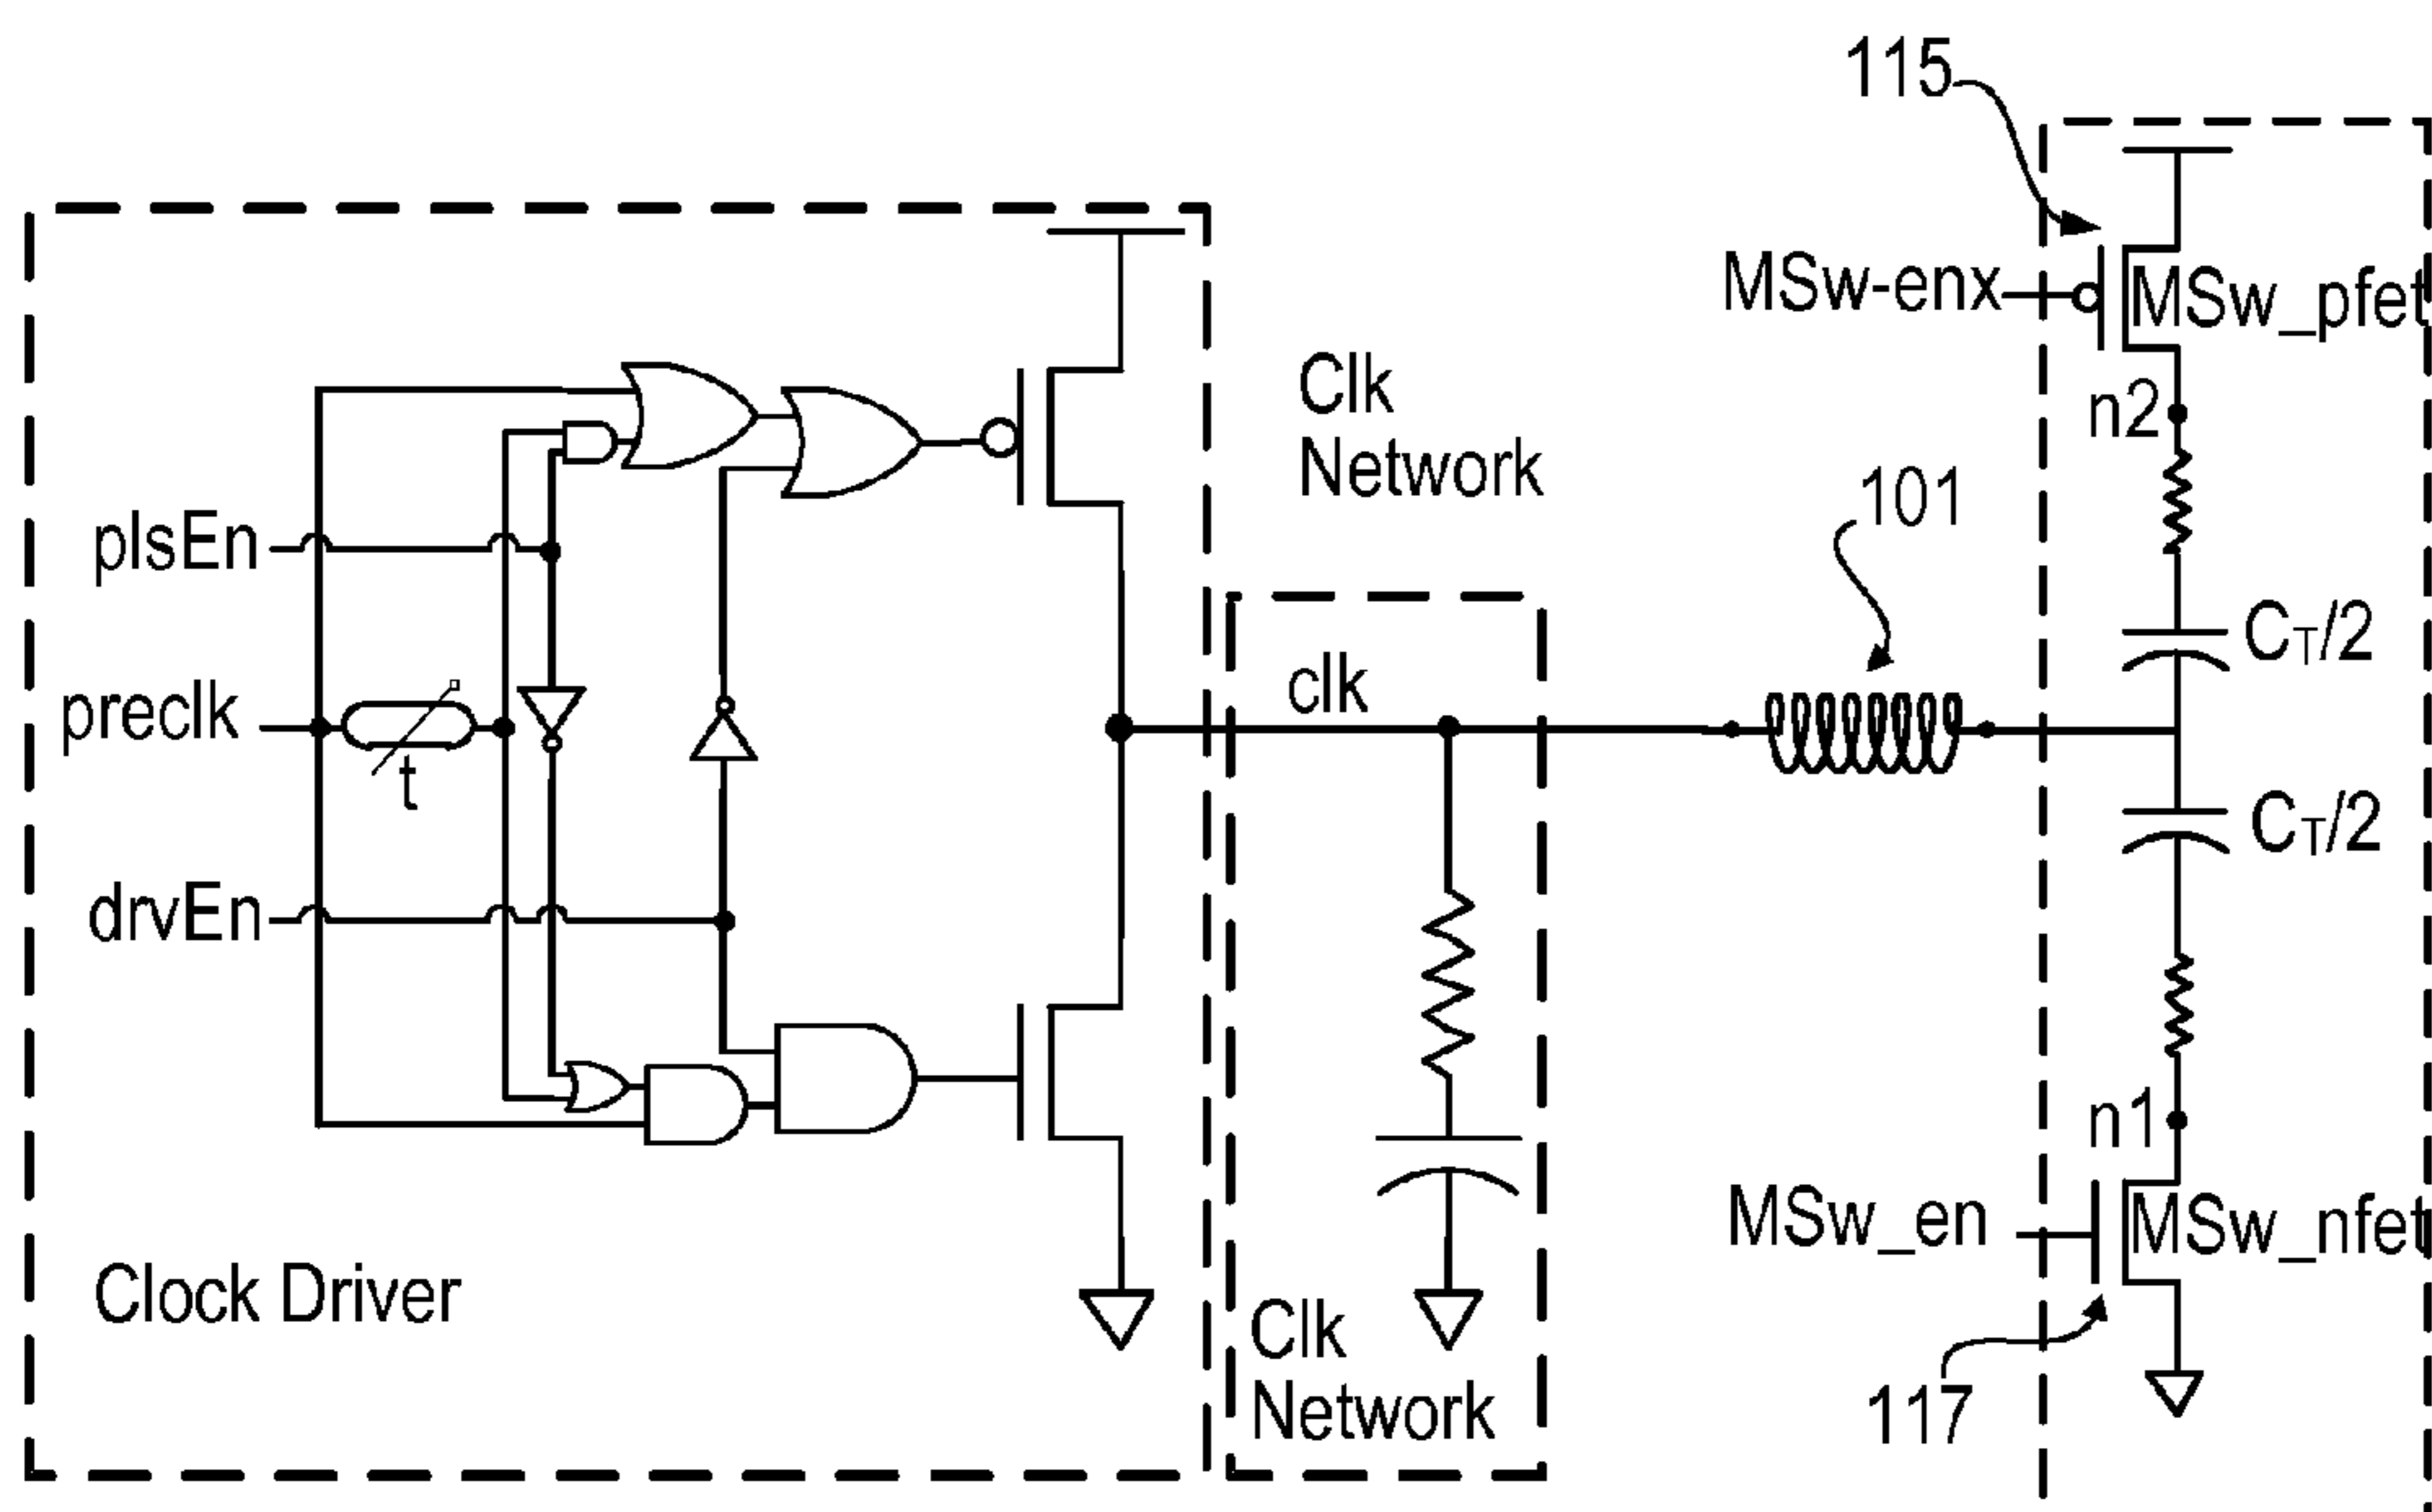 115
MSw-enx
MSw_pfet
Clk
Network
n2
101
plsEn
CT/2
clk
preclk
t
CT/2
drvEn
n1
MSw_en
MSw_nfet
Clock Driver
Clk
Network
117